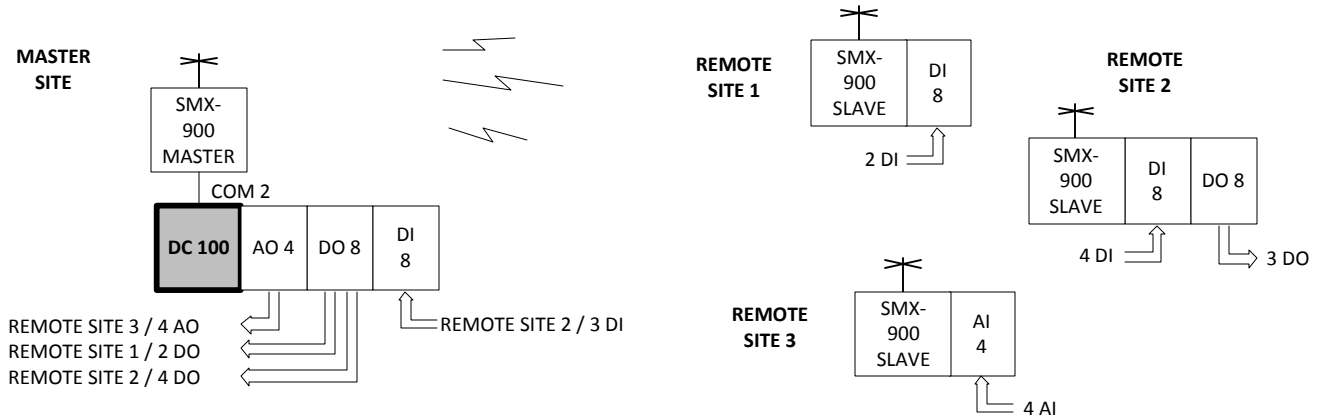 MASTER
SITE
SMX-
900
MASTER
COM 2
DC 100
AO 4
DO 8
DI
8
REMOTE SITE 3 / 4 AO
REMOTE SITE 1 / 2 DO
REMOTE SITE 2 / 4 DO
REMOTE SITE 2 / 3 DI
REMOTE
SITE 1
SMX-
900
SLAVE
DI
8
2 DI
REMOTE
SITE 2
SMX-
900
SLAVE
DI
8
DO 8
4 DI
3 DO
REMOTE
SITE 3
SMX-
900
SLAVE
AI
4
4 AI